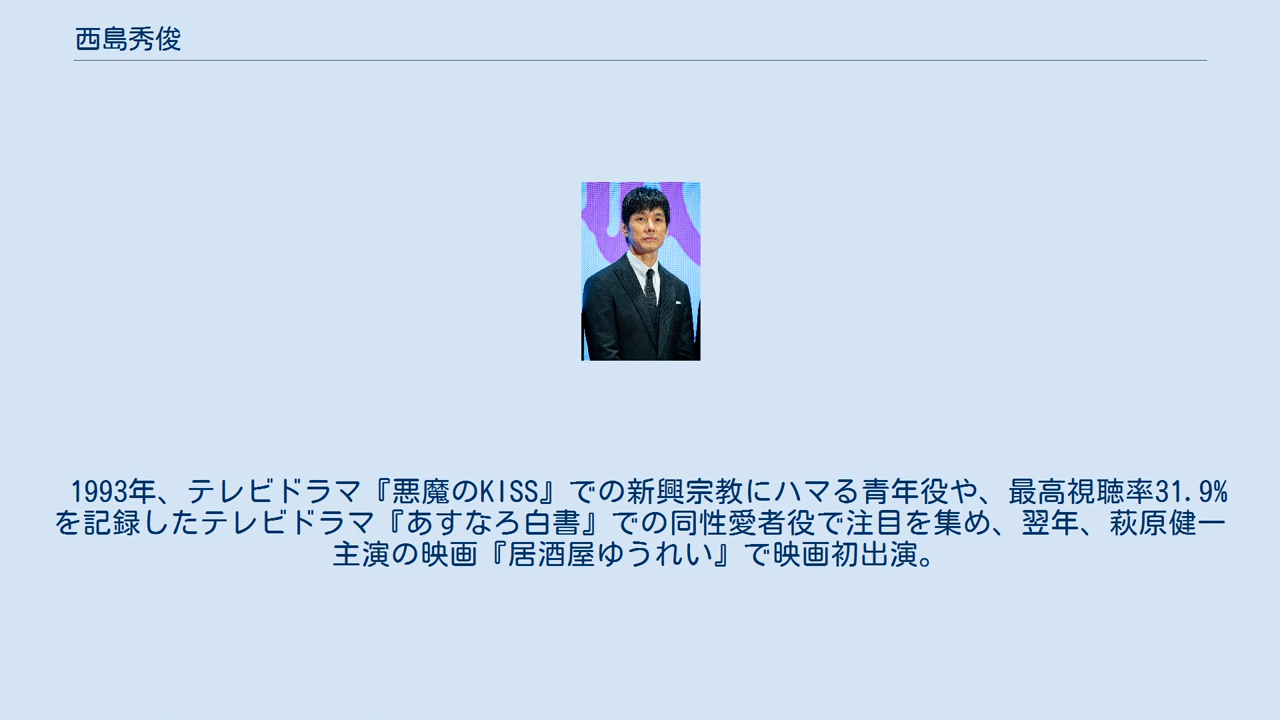 西島秀俊
1993年、テレビドラマ『悪魔のKISS』での新興宗教にハマる青年役や、最高視聴率31.9%
を記録したテレビドラマ『あすなろ白書』での同性愛者役で注目を集め、翌年、萩原健一
主演の映画『居酒屋ゆうれい』で映画初出演。